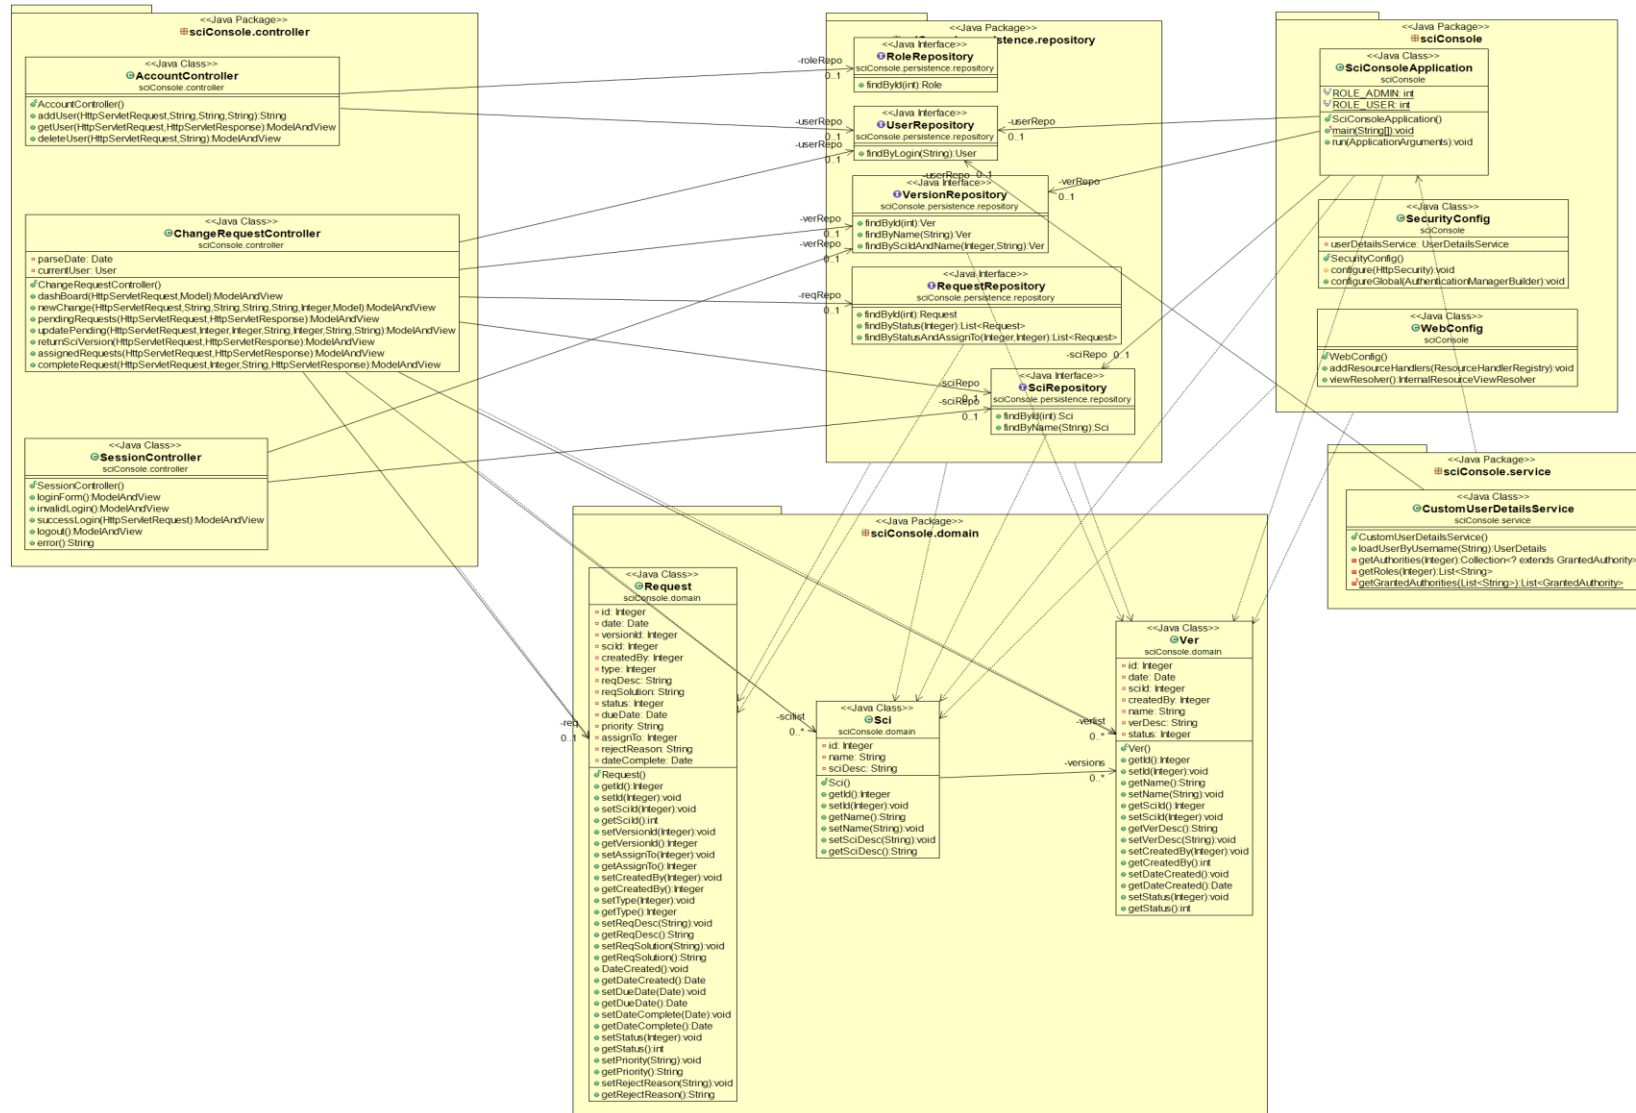 <<Java Package>>
sciConsole.controller
<<Java Class>>
AccountController
sciConsole.controller
AccountController()
addUser(HttpServletRequest,String,String,String):String
getUser(HttpServletRequest,HttpServletResponse):ModelAndView
deleteUser(HttpServletRequest,String):ModelAndView
<<Java Class>>
ChangeRequestController
sciConsole.controller
parseDate: Date
currentUser: User
ChangeRequestController()
dashBoard(HttpServletRequest,Model):ModelAndView
newChange(HttpServletRequest,String,String,String,String,Integer,Model):ModelAndView
pendingRequests(HttpServletRequest,HttpServletResponse):ModelAndView
updatePending(HttpServletRequest,Integer,Integer,String,Integer,String,String):ModelAndView
returnSciVersion(HttpServletRequest,HttpServletResponse):ModelAndView
assignedRequests(HttpServletRequest,HttpServletResponse):ModelAndView
completeRequest(HttpServletRequest,Integer,String,HttpServletResponse):ModelAndView
<<Java Class>>
SessionController
sciConsole.controller
SessionController()
loginForm():ModelAndView
invalidLogin():ModelAndView
successLogin(HttpServletRequest):ModelAndView
logout():ModelAndView
error():String
-roleRepo
0..1
-userRepo
0..1
-userRepo
0..1
-verRepo
0..1
-verRepo
0..1
-reqRepo
0..1
-sciRepo
0..1
-sciRepo
0..1
<<Java Package>>
stence.repository
<<Java Interface>>
RoleRepository
sciConsole.persistence.repository
findById(int):Role
<<Java Interface>>
UserRepository
sciConsole.persistence.repository
findByLogin(String):User
-userRepo 0..1
<<Java Interface>>
VersionRepository
sciConsole.persistence.repository
findById(int):Ver
findByName(String):Ver
findBySciIdAndName(Integer,String):Ver
<<Java Interface>>
RequestRepository
sciConsole.persistence.repository
findById(int):Request
findByStatus(Integer):List<Request>
findByStatusAndAssignTo(Integer,Integer):List<Request>
<<Java Interface>>
SciRepository
sciConsole.persistence.repository
findById(int):Sci
findByName(String):Sci
-userRepo
0..1
-verRepo
0..1
-sciRepo 0..1
<<Java Package>>
sciConsole
<<Java Class>>
SciConsoleApplication
sciConsole
ROLE_ADMIN: int
ROLE_USER: int
SciConsoleApplication()
main(String[]):void
run(ApplicationArguments):void
<<Java Class>>
SecurityConfig
sciConsole
userDetailsService: UserDetailsService
SecurityConfig()
configure(HttpSecurity):void
configureGlobal(AuthenticationManagerBuilder):void
<<Java Class>>
WebConfig
sciConsole
WebConfig()
addResourceHandlers(ResourceHandlerRegistry):void
viewResolver():InternalResourceViewResolver
<<Java Package>>
sciConsole.service
<<Java Class>>
CustomUserDetailsService
sciConsole.service
CustomUserDetailsService()
loadUserByUsername(String):UserDetails
getAuthorities(Integer):Collection<? extends GrantedAuthority>
getRoles(Integer):List<String>
getGrantedAuthorities(List<String>):List<GrantedAuthority>
<<Java Package>>
sciConsole.domain
<<Java Class>>
Request
sciConsole.domain
id: Integer
date: Date
versionId: Integer
sciId: Integer
createdBy: Integer
type: Integer
reqDesc: String
reqSolution: String
status: Integer
dueDate: Date
priority: String
assignTo: Integer
rejectReason: String
dateComplete: Date
Request()
getId():Integer
setId(Integer):void
setSciId(Integer):void
getSciId():int
setVersionId(Integer):void
getVersionId():Integer
setAssignTo(Integer):void
getAssignTo():Integer
setCreatedBy(Integer):void
getCreatedBy():Integer
setType(Integer):void
getType():Integer
setReqDesc(String):void
getReqDesc():String
setReqSolution(String):void
getReqSolution():String
DateCreated():void
getDateCreated():Date
setDueDate(Date):void
getDueDate():Date
setDateComplete(Date):void
getDateComplete():Date
setStatus(Integer):void
getStatus():int
setPriority(String):void
getPriority():String
setRejectReason(String):void
getRejectReason():String
-req
0..1
-scilist
0..*
<<Java Class>>
Sci
sciConsole.domain
id: Integer
name: String
sciDesc: String
Sci()
getId():Integer
setId(Integer):void
getName():String
setName(String):void
setSciDesc(String):void
getSciDesc():String
-verlist
0..*
-versions
0..*
<<Java Class>>
Ver
sciConsole.domain
id: Integer
date: Date
sciId: Integer
createdBy: Integer
name: String
verDesc: String
status: Integer
Ver()
getId():Integer
setId(Integer):void
getName():String
setName(String):void
getSciId():Integer
setSciId(Integer):void
getVerDesc():String
setVerDesc(String):void
setCreatedBy(Integer):void
getCreatedBy():int
setDateCreated():void
getDateCreated():Date
setStatus(Integer):void
getStatus():int